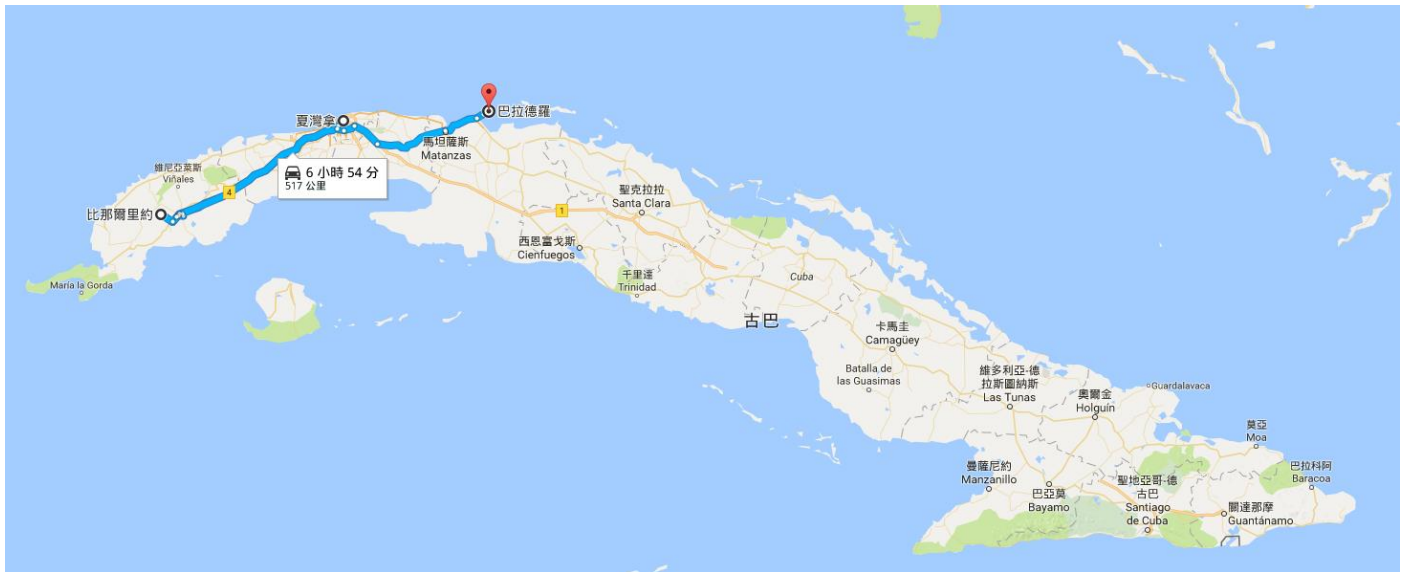 巴拉德羅
夏灣拿
馬坦薩斯
Matanzas
維尼亞萊斯
Viñales
6 小時 54 分
517 公里
4
比那爾里約
聖克拉拉
Santa Clara
1
西恩富戈斯
Cienfuegos
千里達
Trinidad
Cuba
María la Gorda
古巴
卡馬圭
Camagüey
Batalla de
las Guasimas
維多利亞-德
拉斯圖納斯
Las Tunas
奧爾金
Holguín
Guardalavaca
莫亞
Moa
曼薩尼約
Manzanillo
巴亞莫
Bayamo
聖地亞哥-德
古巴
Santiago
de Cuba
關達那摩
Guantánamo
巴拉科阿
Baracoa